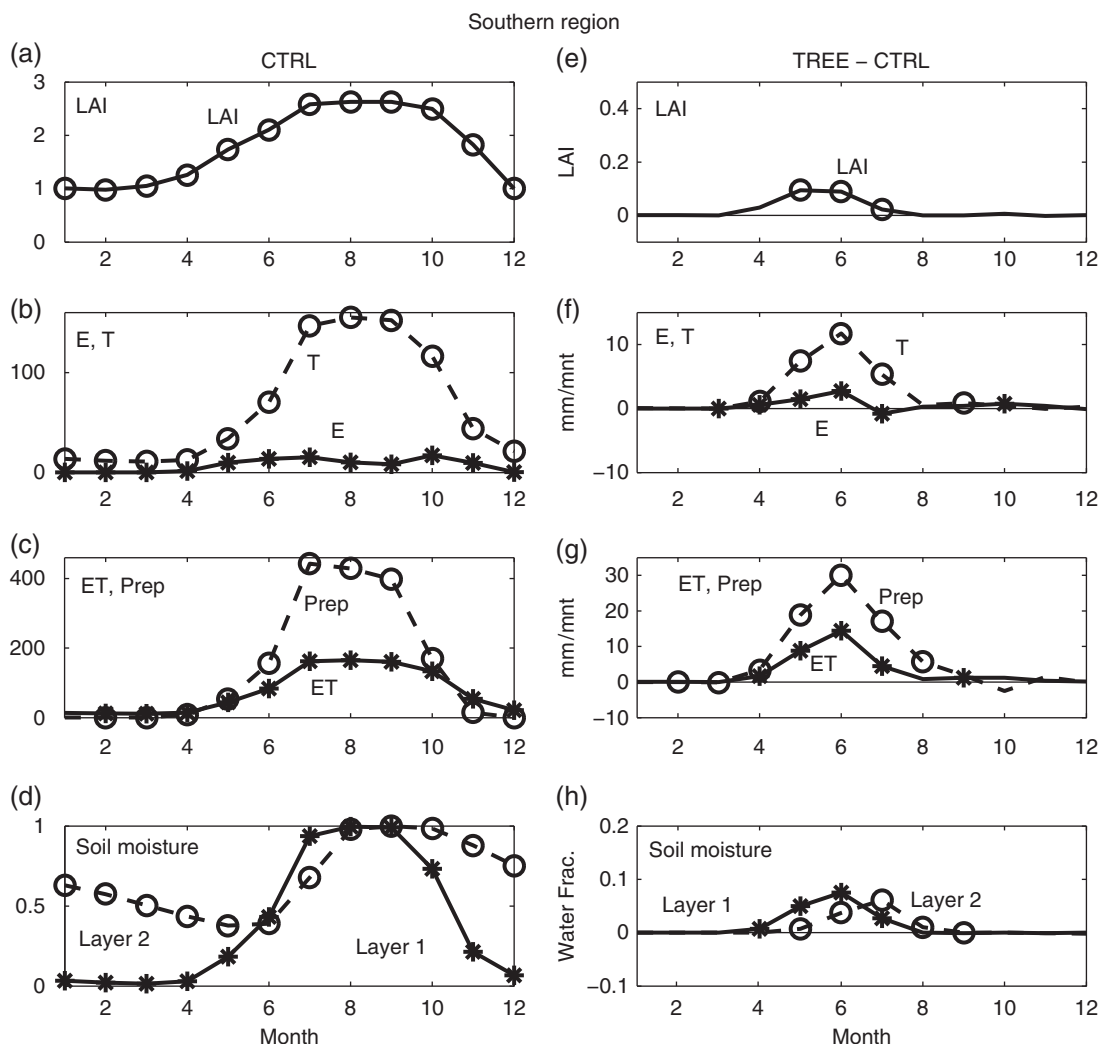 Southern region
(a)
CTRL
LAI
LAI
3
2
1
0
2 4 6 8 10 12
(e)
TREE – CTRL
LAI
LAI
LAI
0.4
0.2
0
2 4 6 8 10 12
(b)
E, T
T
E
100
0
2 4 6 8 10 12
(f)
E, T
T
E
mm/mnt
10
0
−10
2 4 6 8 10 12
(c)
ET, Prep
Prep
ET
400
200
0
2 4 6 8 10 12
(g)
ET, Prep
Prep
ET
mm/mnt
30
20
10
0
−10
2 4 6 8 10 12
(d)
Soil moisture
Layer 2
Layer 1
1
0.5
0
2 4 6 8 10 12
Month
(h)
Soil moisture
Layer 1
Layer 2
Water Frac.
0.2
0.1
0
−0.1
2 4 6 8 10 12
Month